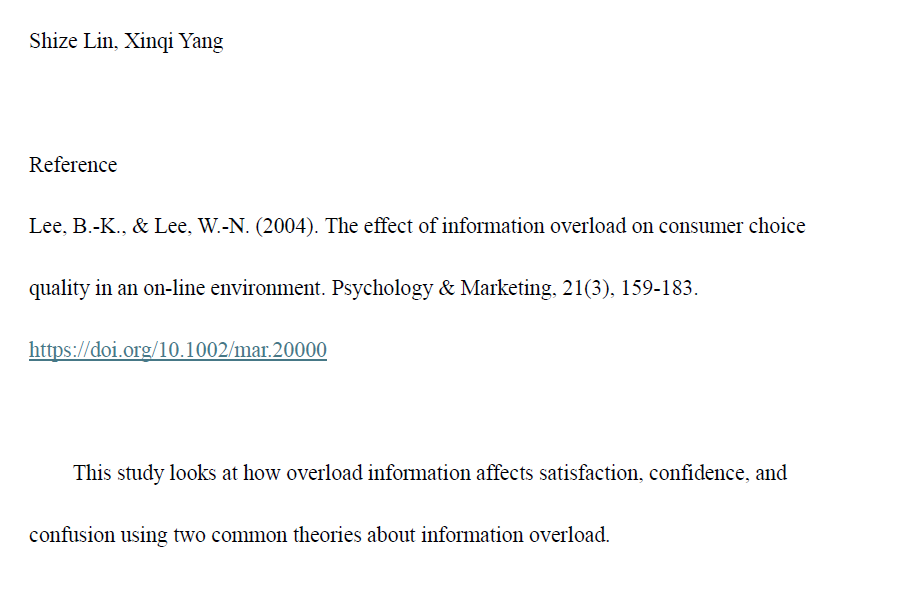 Shize Lin, Xinqi Yang
Reference
Lee, B.-K., & Lee, W.-N. (2004). The effect of information overload on consumer choice
quality in an on-line environment. Psychology & Marketing, 21(3), 159-183.
https://doi.org/10.1002/mar.20000
This study looks at how overload information affects satisfaction, confidence, and
confusion using two common theories about information overload.